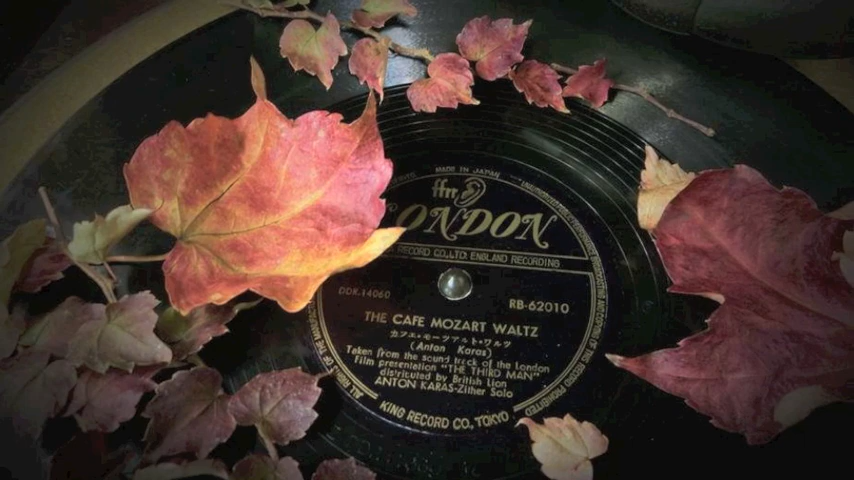 MADE IN JAPAN
ffrr
LONDON
RECORD CO., LTD. ENGLAND RECORDING
DDR.14060
RB-62010
THE CAFE MOZART WALTZ
カフェ・モーツアルト・ワルツ
(Anton Karas)
Taken from the sound track of the London
Film presentation "THE THIRD MAN"
distributed by British Lion
ANTON KARAS-Zither Solo
KING RECORD CO., TOKYO